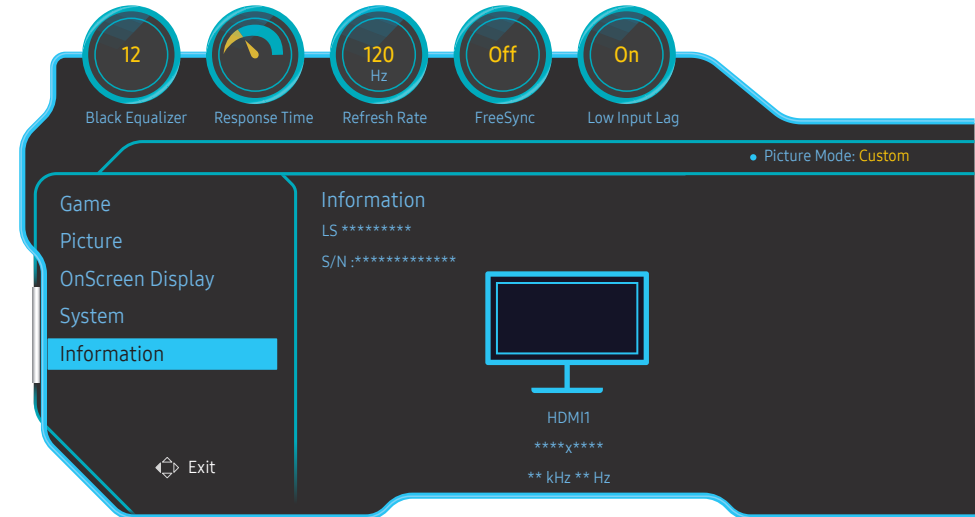 12
120
Hz
Off
On
Black Equalizer
Response Time
Refresh Rate
FreeSync
Low Input Lag
Picture Mode: Custom
Game
Picture
OnScreen Display
System
Information
Exit
Information
LS *********
S/N :*************
HDMI1
****x****
** kHz ** Hz